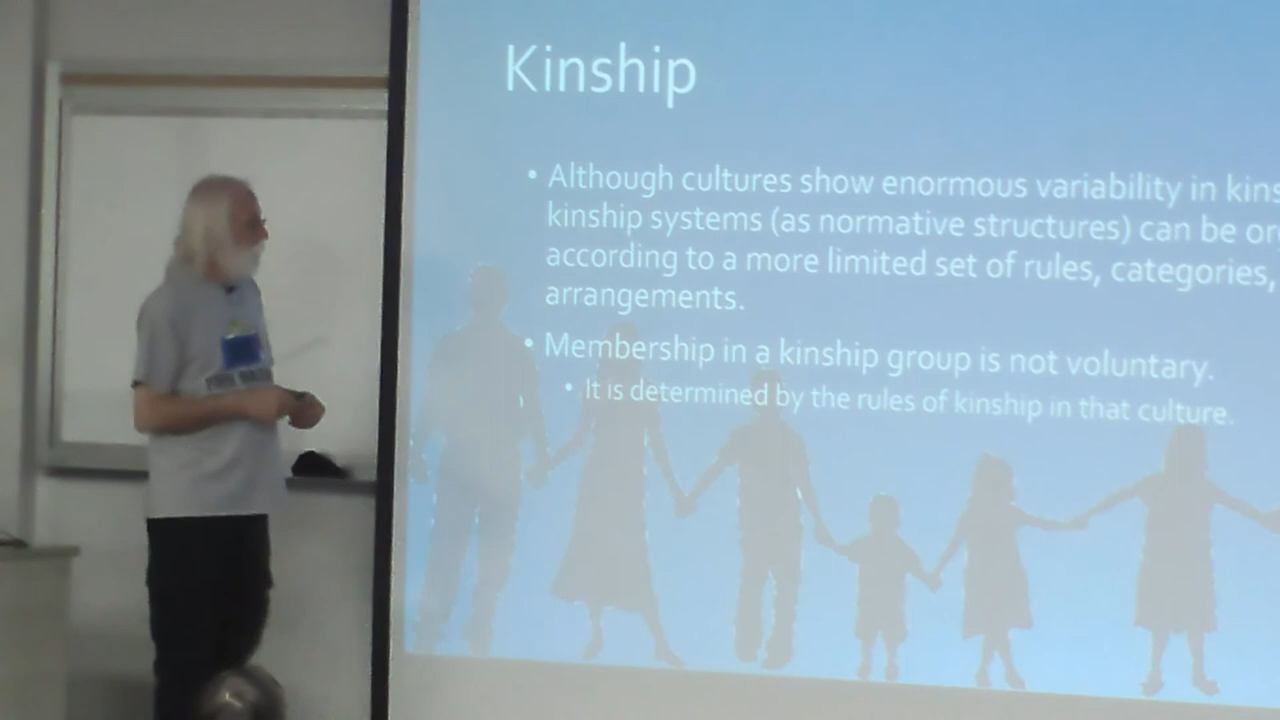 Kinship
• Although cultures show enormous variability in kins
kinship systems (as normative structures) can be or
according to a more limited set of rules, categories,
arrangements.
• Membership in a kinship group is not voluntary.
• It is determined by the rules of kinship in that culture.